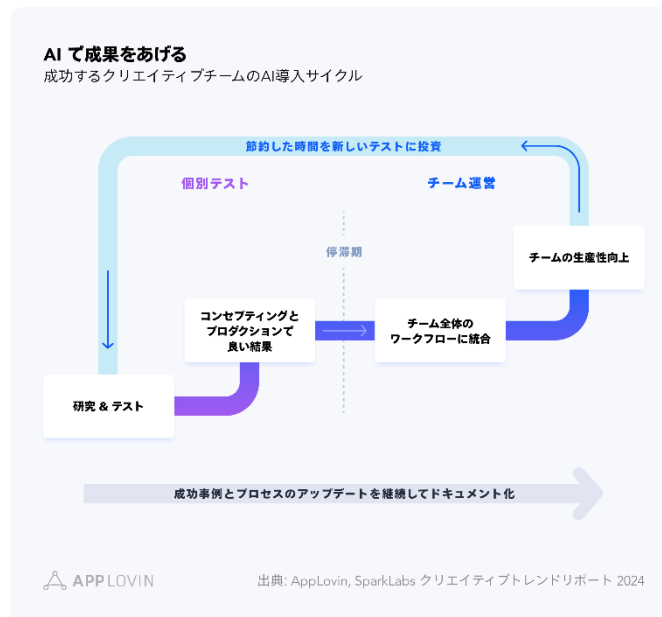 AI で成果をあげる
成功するクリエイティブチームのAI導入サイクル
節約した時間を新しいテストに投資
個別テスト
チーム運営
停滞期
チームの生産性向上
コンセプティングと
プロダクションで
良い結果
チーム全体の
ワークフローに統合
研究 & テスト
成功事例とプロセスのアップデートを継続してドキュメント化
APPLOVIN
出典: AppLovin, SparkLabs クリエイティブトレンドリポート 2024